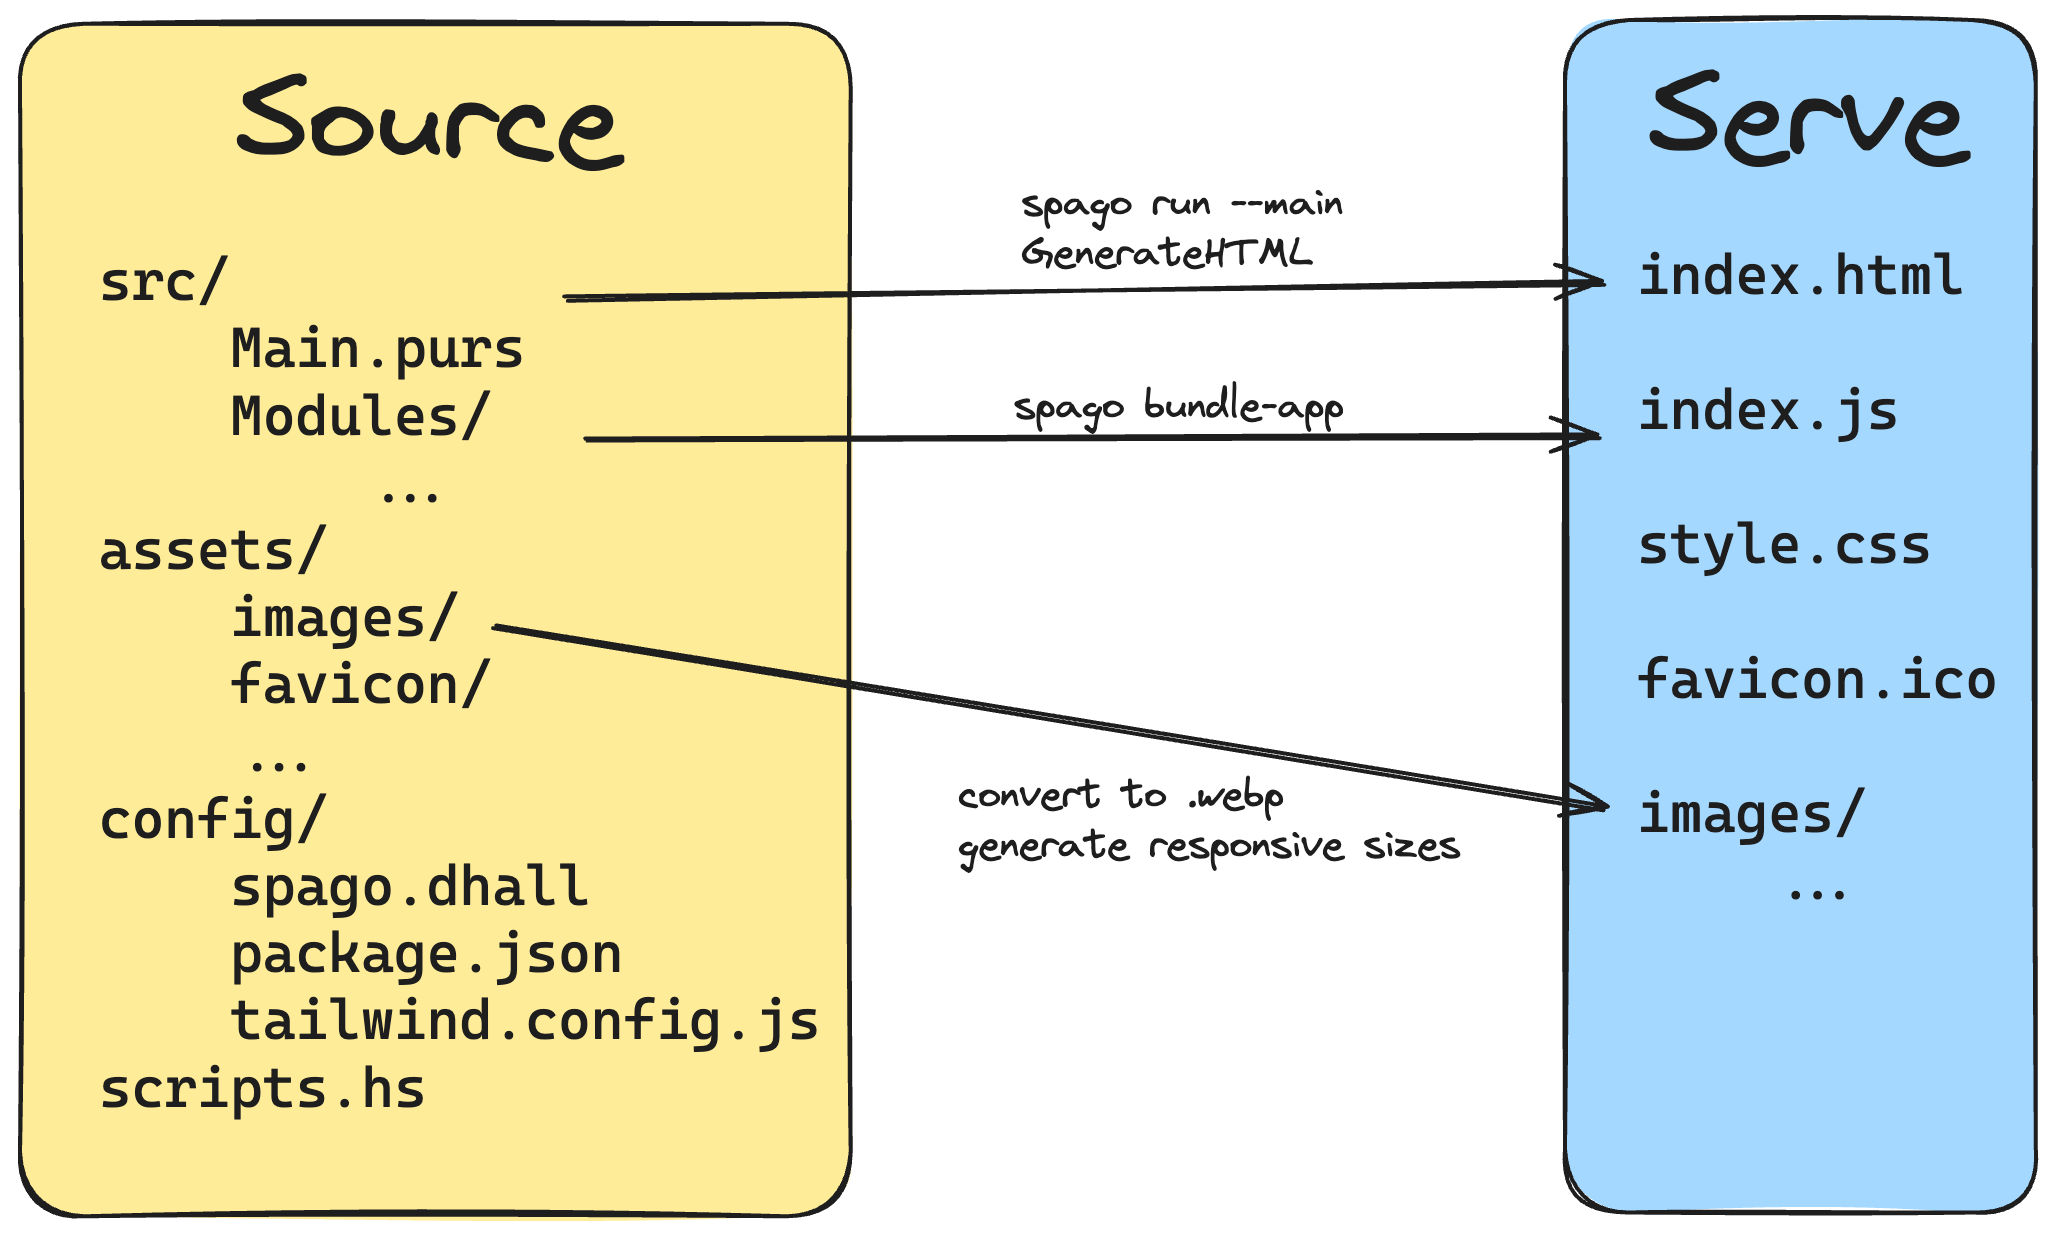 Source
src/
Main.purs
Modules/
...
assets/
images/
favicon/
...
config/
spago.dhall
package.json
tailwind.config.js
scripts.hs
spago run --main
GenerateHTML
spago bundle-app
convert to .webp
generate responsive sizes
Serve
index.html
index.js
style.css
favicon.ico
images/
...